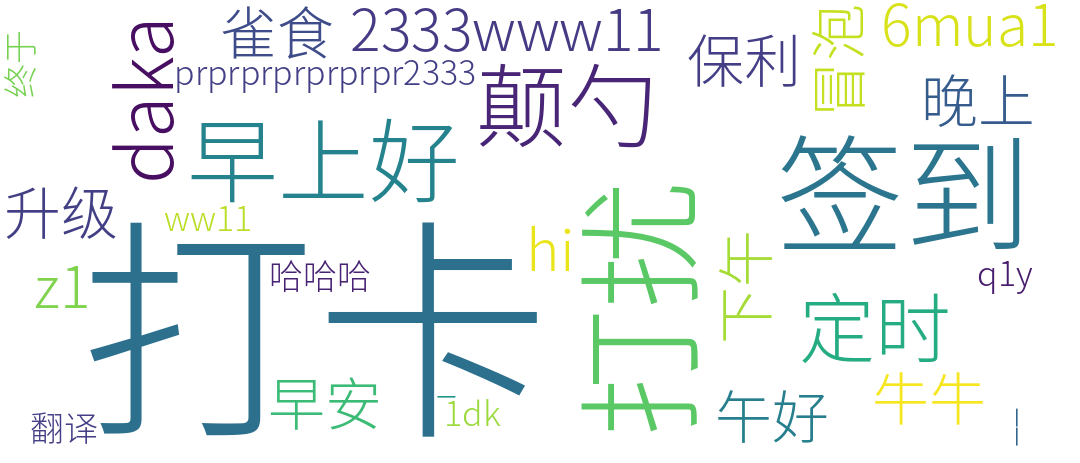 终于
daka
雀食
2333www11
prprprprprprpr2333
颠勺
保利
冒泡
6mua1
晚上
早上好
签到
升级
ww11
打卡
打扰
hi
下午
z1
哈哈哈
q1y
定时
早安
1dk
翻译
午好
牛牛